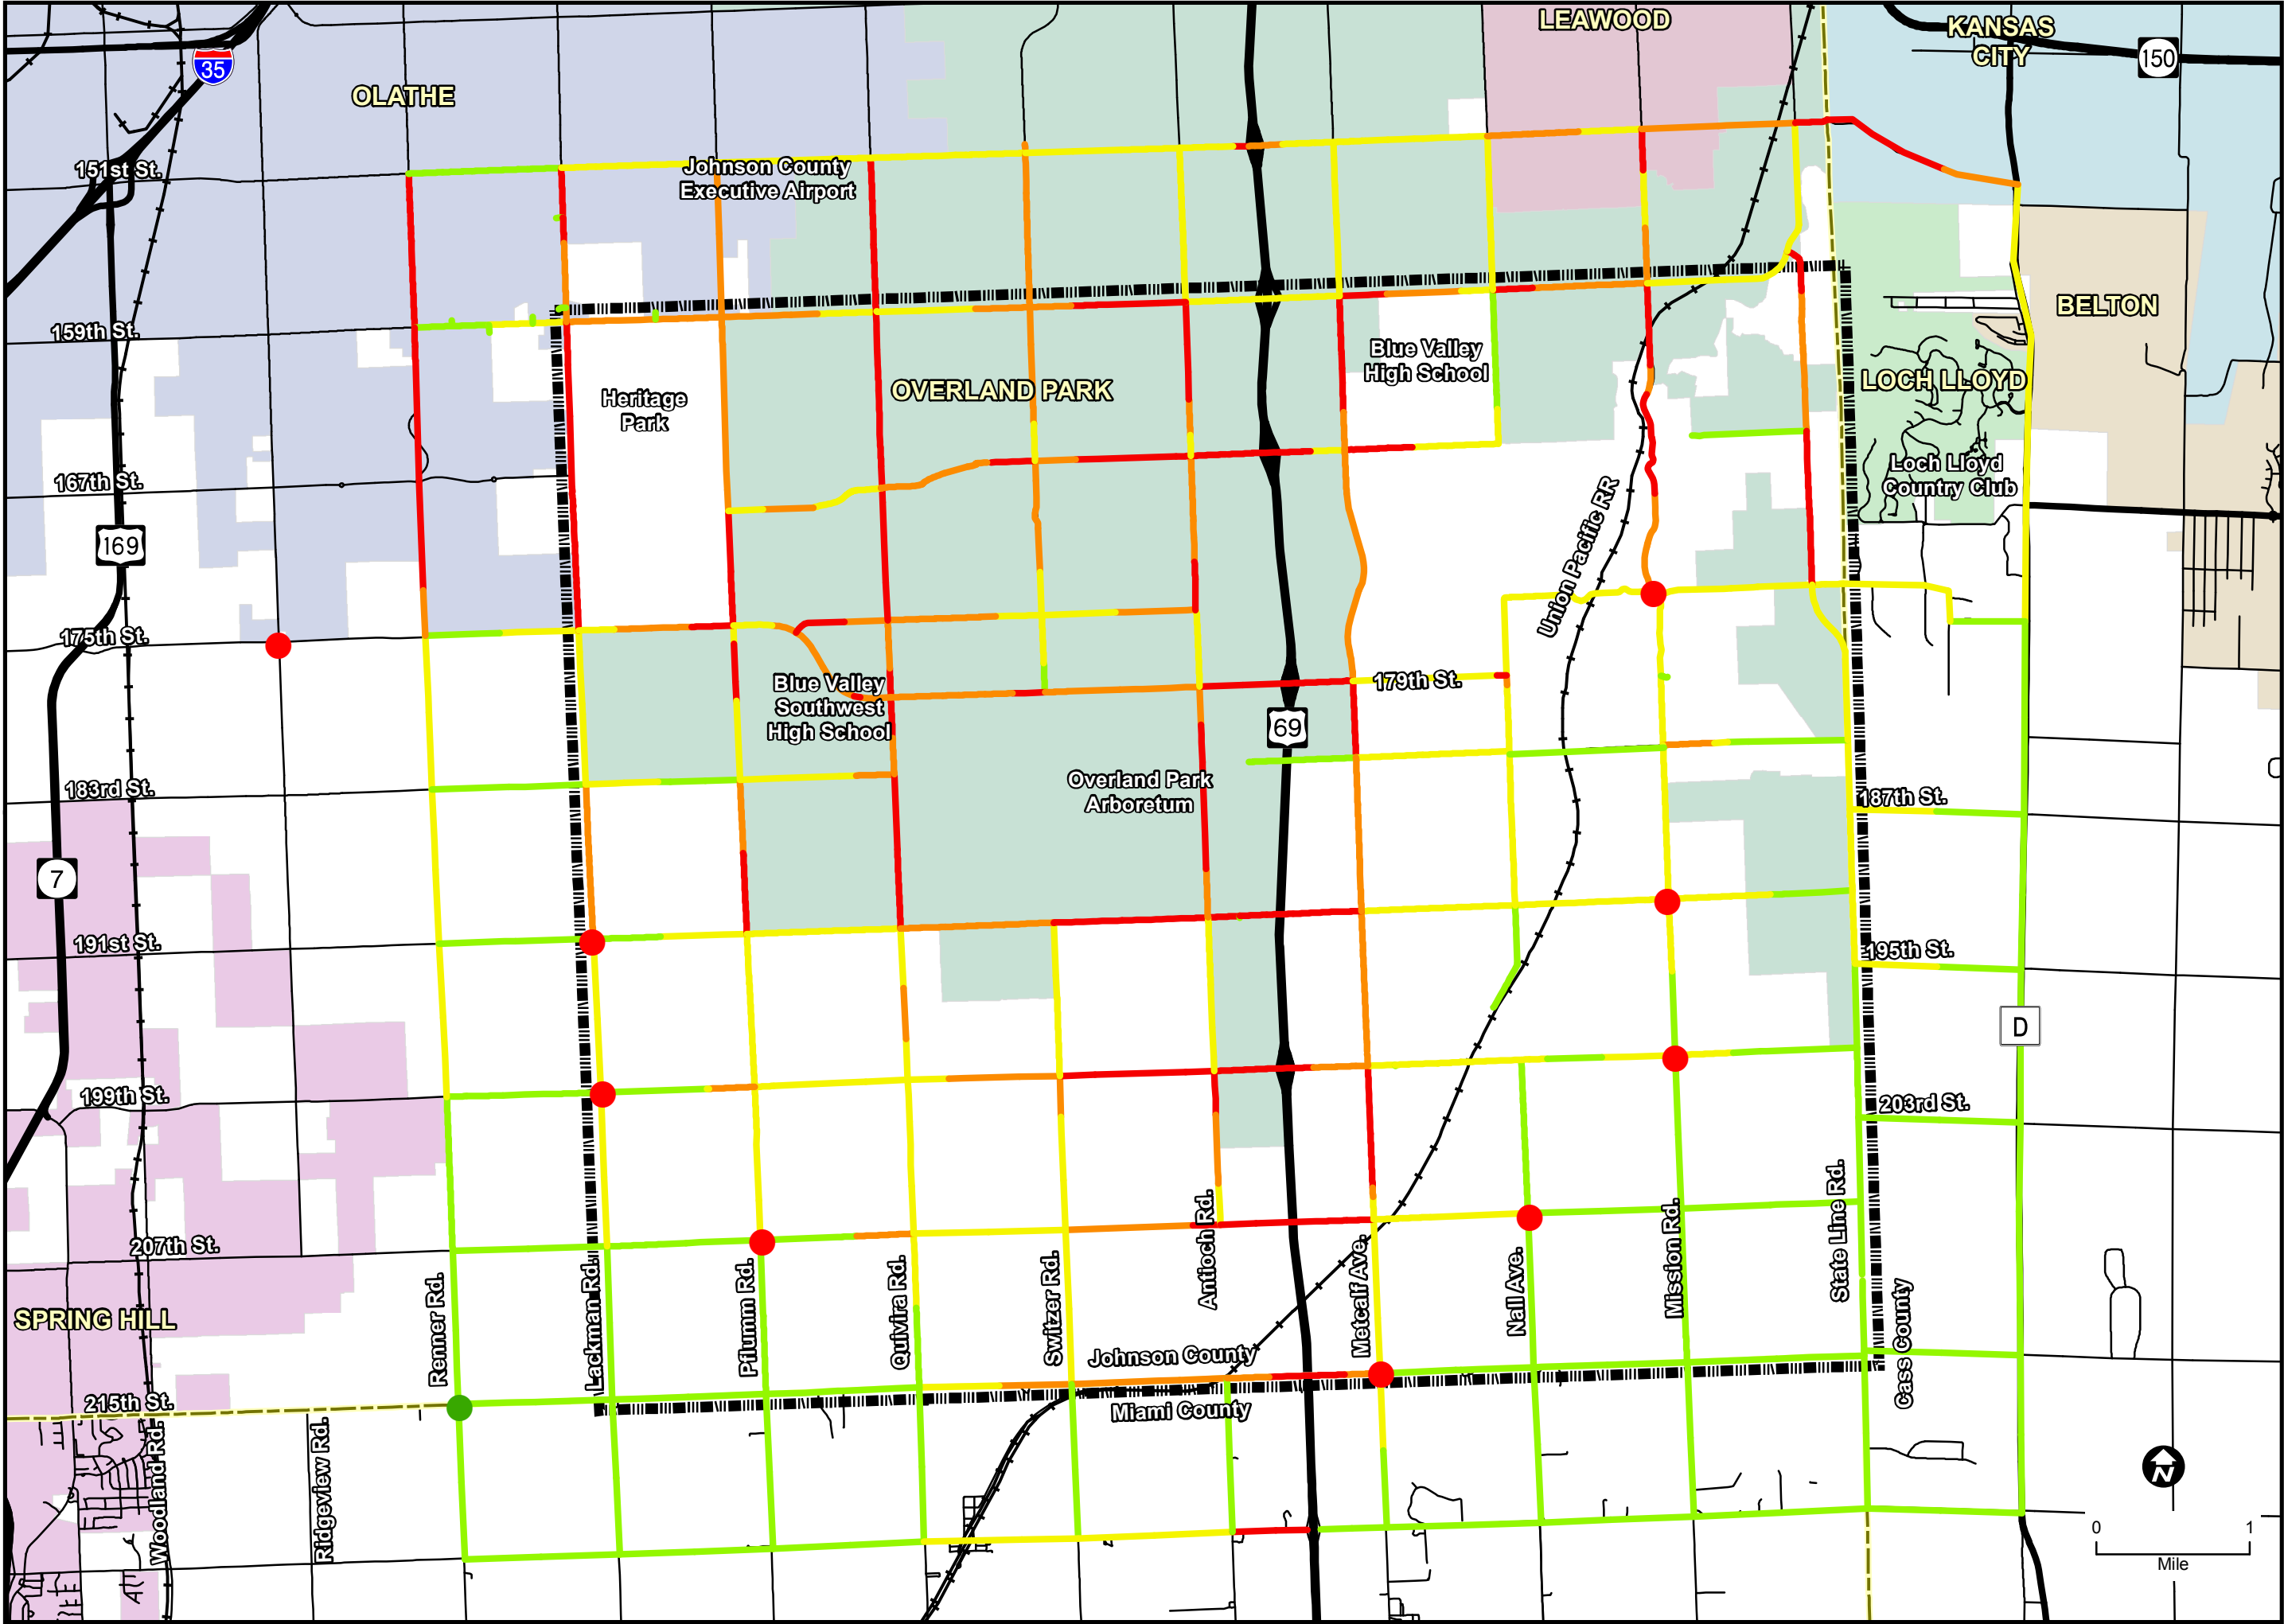 LEAWOOD
KANSAS
CITY
150
35
OLATHE
151st St.
Johnson County
Executive Airport
BELTON
159th St.
Blue Valley
High School
OVERLAND PARK
LOCH LLOYD
Heritage
Park
Loch Lloyd
Country Club
167th St.
Union Pacific RR
169
175th St.
179th St.
Blue Valley
Southwest
High School
69
Overland Park
Arboretum
183rd St.
187th St.
7
191st St.
195th St.
D
199th St.
203rd St.
207th St.
Renner Rd.
Lackman Rd.
Pflumm Rd.
Quivira Rd.
Switzer Rd.
Antioch Rd.
Metcalf Ave.
Nall Ave.
Mission Rd.
State Line Rd.
Cass County
SPRING HILL
Johnson County
215th St.
Miami County
Woodland Rd.
Ridgeview Rd.
N
0 1
Mile